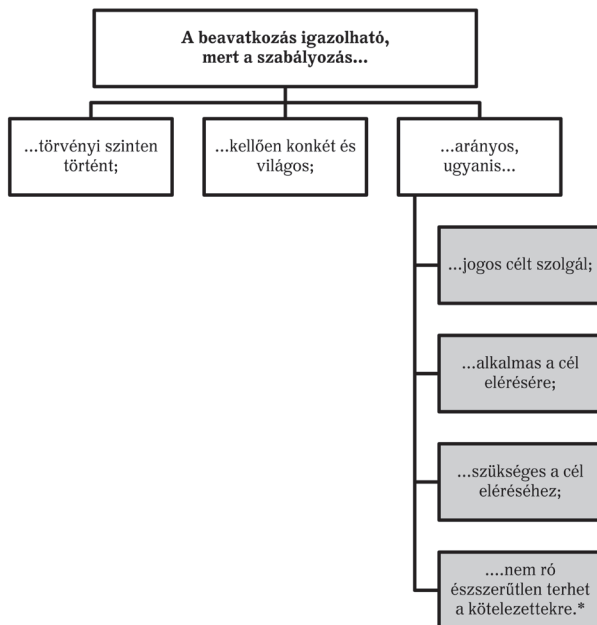 A beavatkozás igazolható,
mert a szabályozás...
...törvényi szinten
történt;
...kellően konkét és
világos;
...arányos,
ugyanis...
...jogos célt szolgál;
...alkalmas a cél
elérésére;
...szükséges a cél
eléréséhez;
....nem ró
észszerűtlen terhet
a kötelezettekre.*